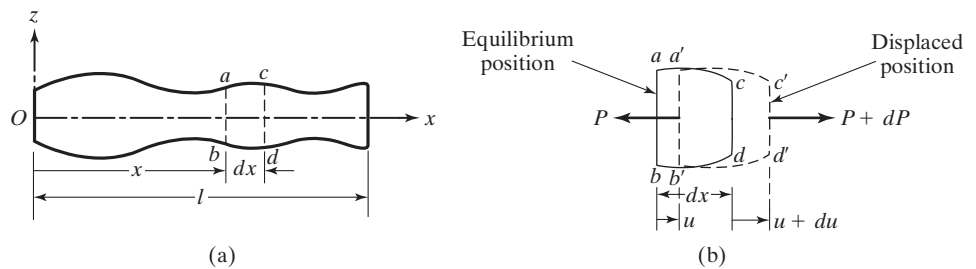 z
O
x
a
c
b
d
x
dx
l
(a)
Equilibrium
position
Displaced
position
a a′
c
c′
P
P + dP
d
d′
b b′
dx
u
u + du
(b)